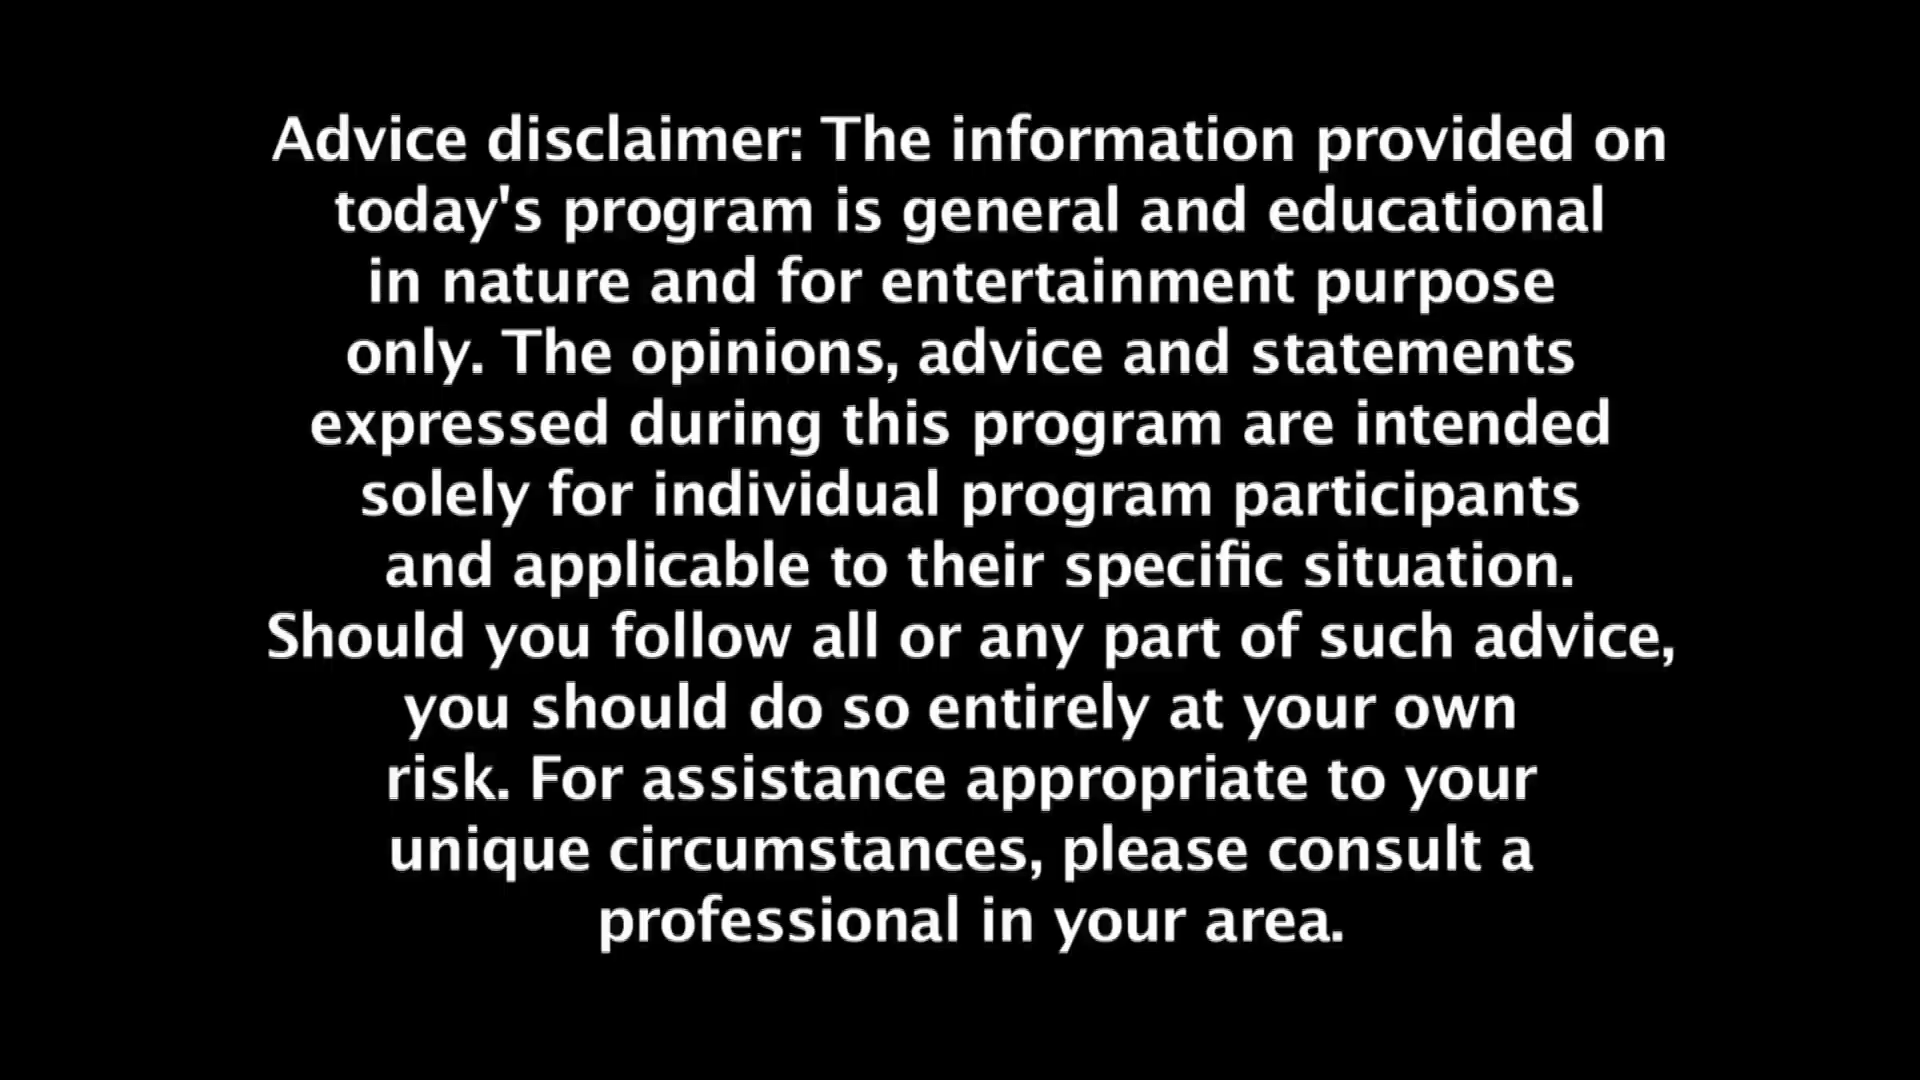 Advice disclaimer: The information provided on
today's program is general and educational
in nature and for entertainment purpose
only. The opinions, advice and statements
expressed during this program are intended
solely for individual program participants
and applicable to their specific situation.
Should you follow all or any part of such advice,
you should do so entirely at your own
risk. For assistance appropriate to your
unique circumstances, please consult a
professional in your area.